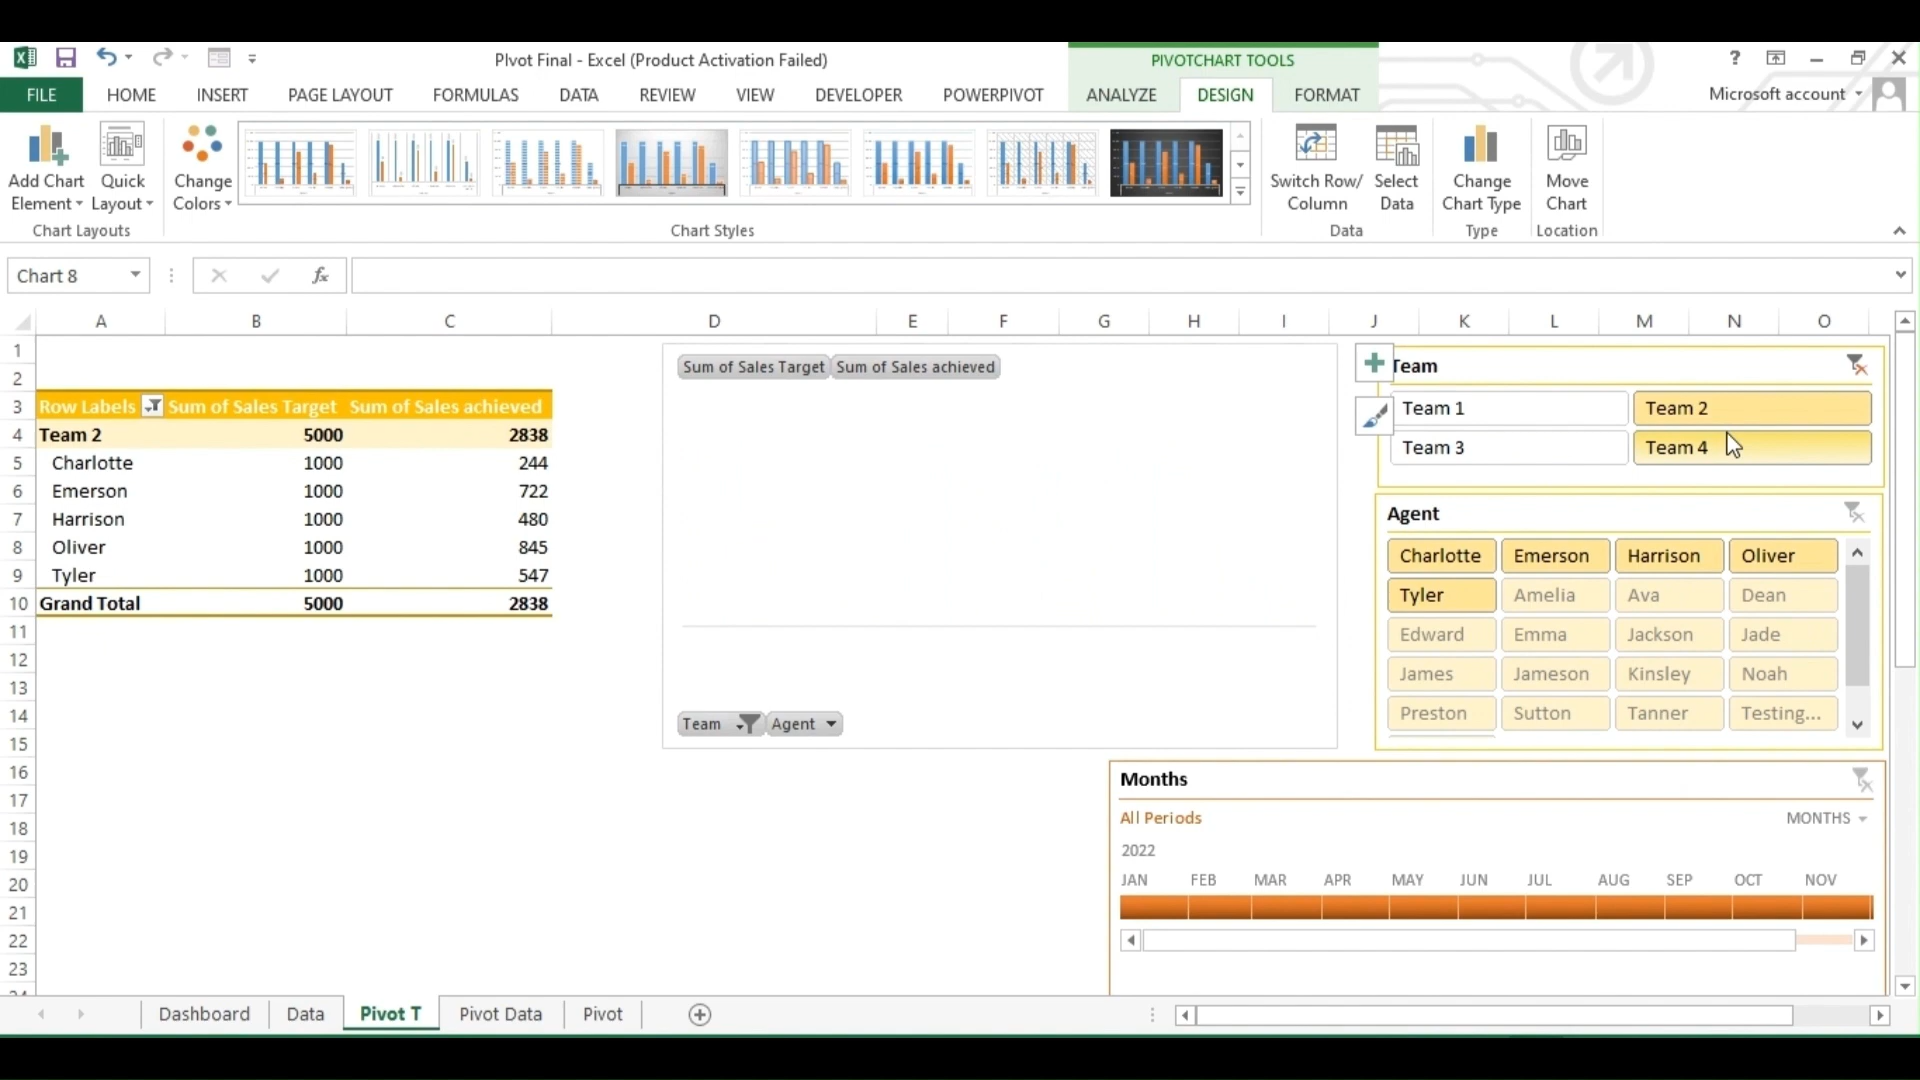 PIvot Final - Excel (Product Activation Failed)
PIVOTCHART TOOLS
?
FILE HOME INSERT PAGE LAYOUT FORMULAS DATA REVIEW VIEW DEVELOPER POWERPIVOT ANALYZE DESIGN FORMAT Microsoft account
Add Chart Element
Quick Layout
Change Colors
Switch Row/ Column
Select Data
Change Chart Type
Move Chart
Chart Layouts Chart Styles Data Type Location
Chart 8 fx
A B C D E F G H I J K L M N O
1
2
3 Row Labels Sum of Sales Target Sum of Sales achieved
4 Team 2 5000 2838
5 Charlotte 1000 244
6 Emerson 1000 722
7 Harrison 1000 480
8 Oliver 1000 845
9 Tyler 1000 547
10 Grand Total 5000 2838
11
12
13
14
15
16
17
18
19
20
21
22
23
Sum of Sales Target Sum of Sales achieved
Team Agent
Team
Team 1 Team 2
Team 3 Team 4
Agent
Charlotte Emerson Harrison Oliver
Tyler Amelia Ava Dean
Edward Emma Jackson Jade
James Jameson Kinsley Noah
Preston Sutton Tanner Testing...
Months
All Periods MONTHS
2022
JAN FEB MAR APR MAY JUN JUL AUG SEP OCT NOV
Dashboard Data Pivot T Pivot Data Pivot